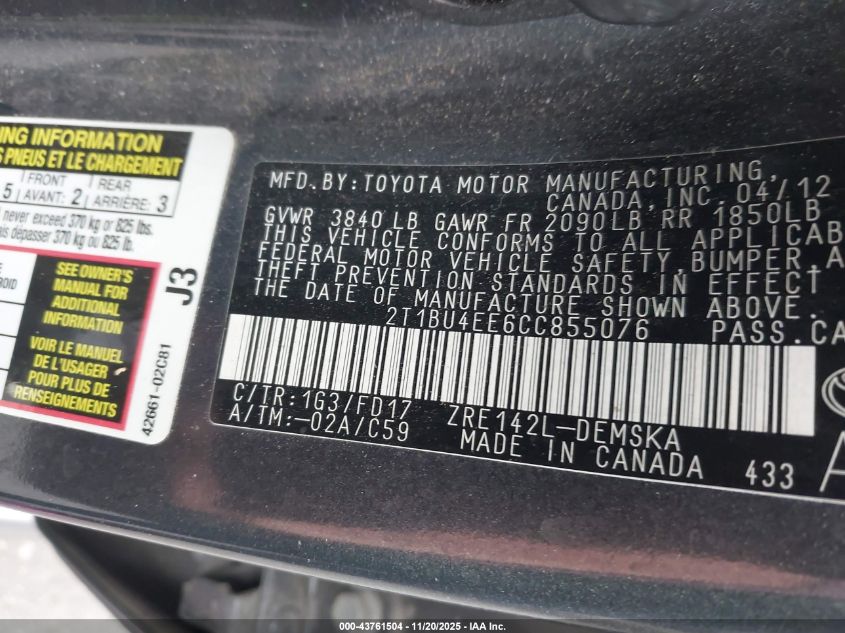 NG INFORMATION
S PNEUS ET LE CHARGEMENT
5 FRONT AVANT: 2 REAR ARRIÈRE: 3
never exceed 370 kg or 825 lbs.
dépasser 370 kg ou 825 lb.
SEE OWNER'S
MANUAL FOR
ADDITIONAL
INFORMATION
VOIR LE MANUEL
DE L'USAGER
POUR PLUS DE
RENSEIGNEMENTS
J3
42661-02C81
MFD.BY:TOYOTA MOTOR MANUFACTURING,
CANADA,INC. 04/12
GVWR 3840 LB GAWR FR 2090LB RR 1850LB
THIS VEHICLE CONFORMS TO ALL APPLICAB
FEDERAL MOTOR VEHICLE SAFETY,BUMPER A
THEFT PREVENTION STANDARDS IN EFFECT
THE DATE OF MANUFACTURE SHOWN ABOVE.
2T1BU4EE6CC855076 PASS.CA
C/TR:1G3/FD17 ZRE142L-DEMSKA
A/TM:-02A/C59 MADE IN CANADA 433
000-43761504 - 11/20/2025 - IAA Inc.